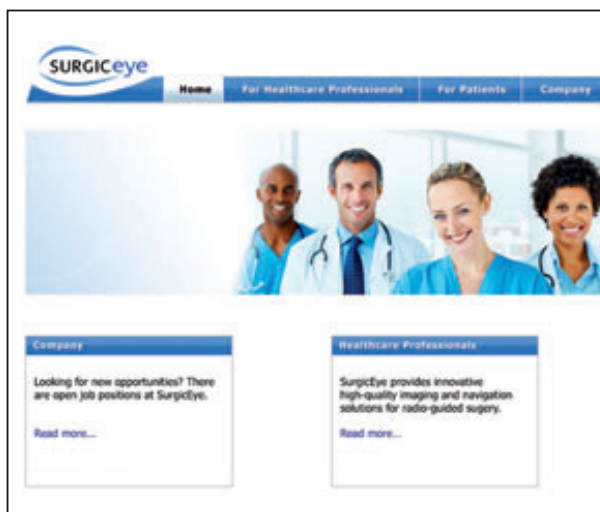 SURGICeye
Home For Healthcare Professionals For Patients Company
Company
Looking for new opportunities? There
are open job positions at SurgicEye.
Read more...
Healthcare Professionals
SurgicEye provides innovative
high-quality imaging and navigation
solutions for radio-guided sugery.
Read more...